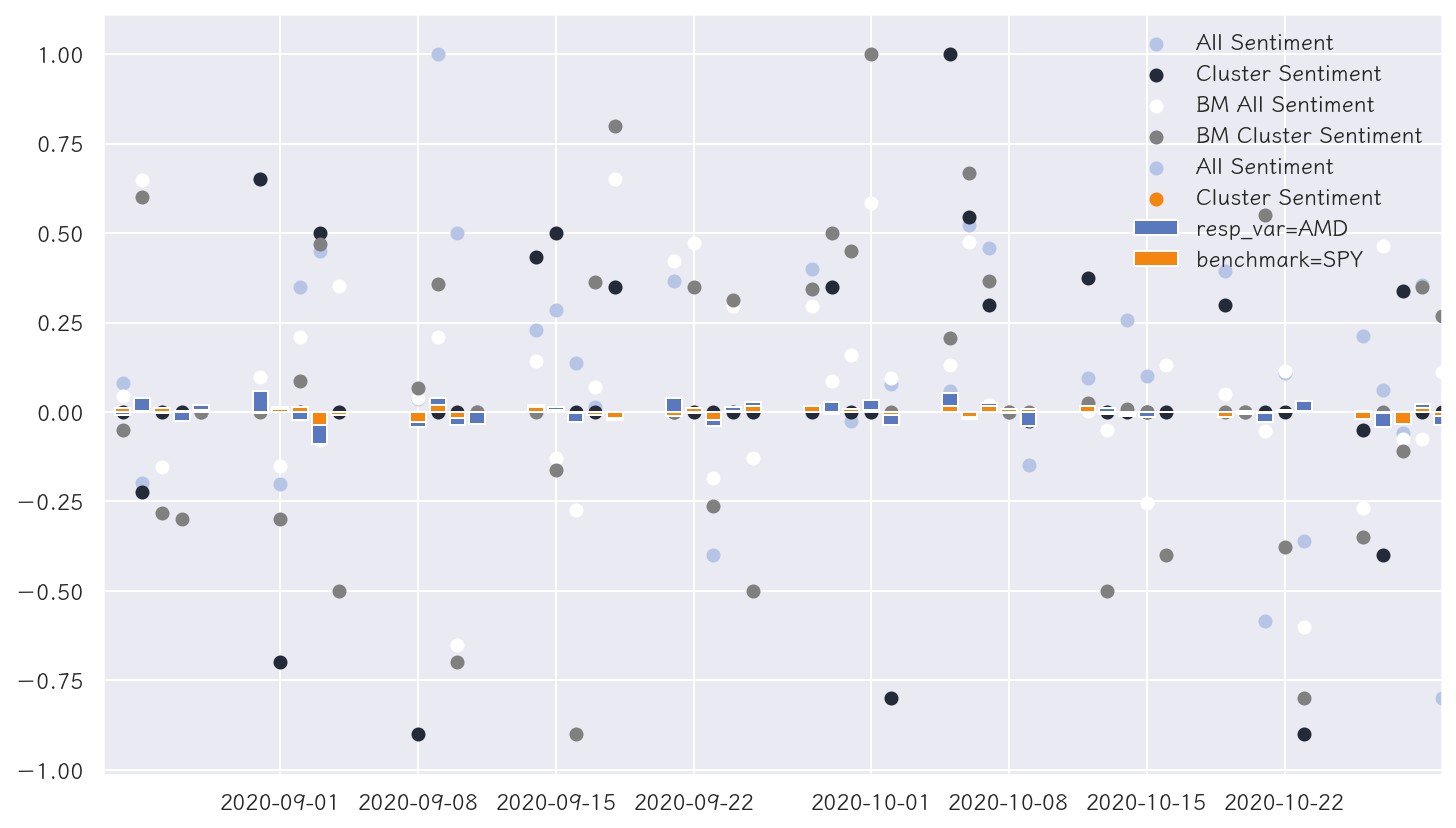 1.00
0.75
0.50
0.25
0.00
−0.25
−0.50
−0.75
−1.00
All Sentiment
Cluster Sentiment
BM All Sentiment
BM Cluster Sentiment
All Sentiment
Cluster Sentiment
resp_var=AMD
benchmark=SPY
2020-09-01 2020-09-08 2020-09-15 2020-09-22 2020-10-01 2020-10-08 2020-10-15 2020-10-22